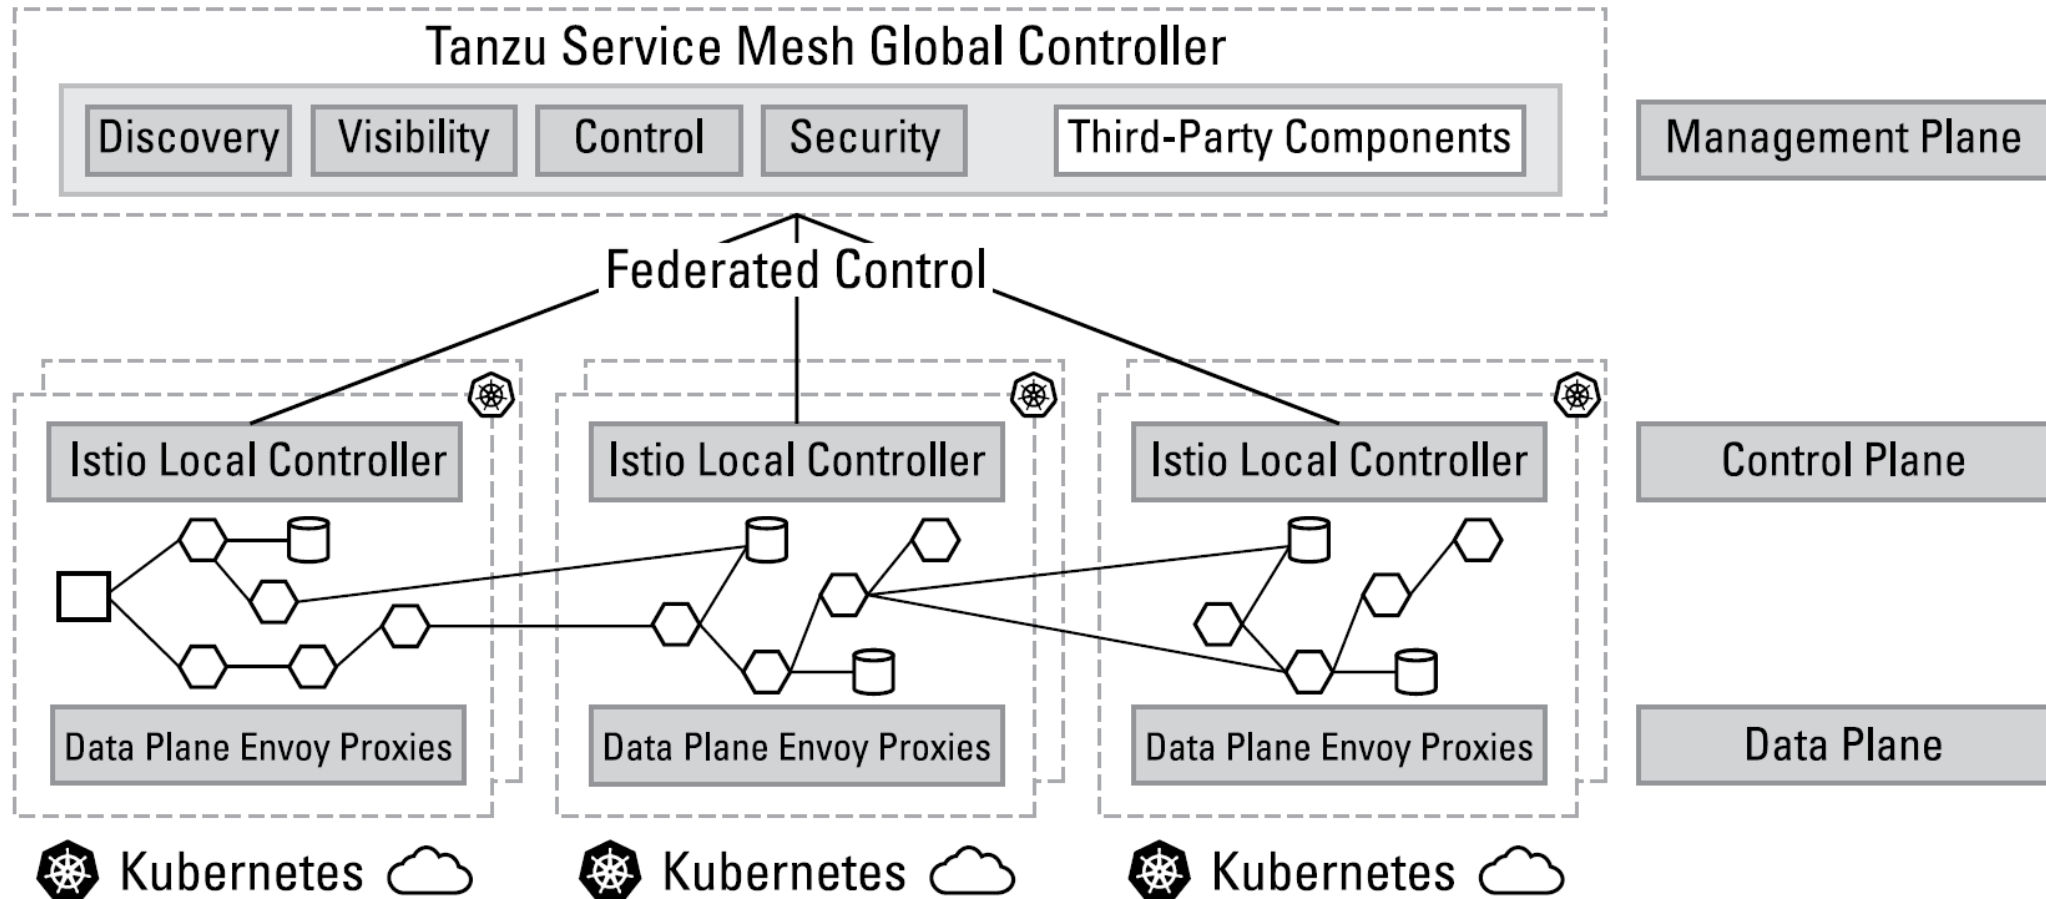 Tanzu Service Mesh Global Controller
Discovery
Visibility
Control
Security
Third-Party Components
Management Plane
Federated Control
Istio Local Controller
Istio Local Controller
Istio Local Controller
Control Plane
Data Plane Envoy Proxies
Data Plane Envoy Proxies
Data Plane Envoy Proxies
Data Plane
Kubernetes
Kubernetes
Kubernetes